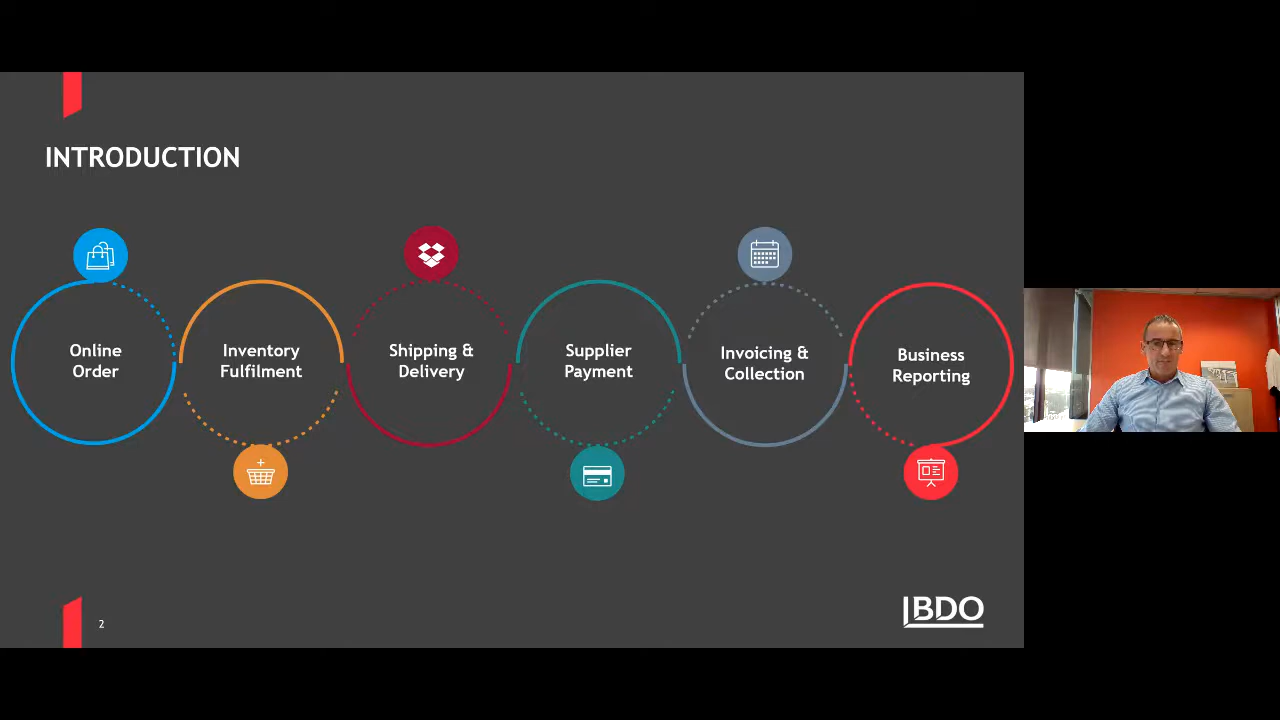 INTRODUCTION
Online
Order
Inventory
Fulfilment
Shipping &
Delivery
Supplier
Payment
Invoicing &
Collection
Business
Reporting
2
BDO